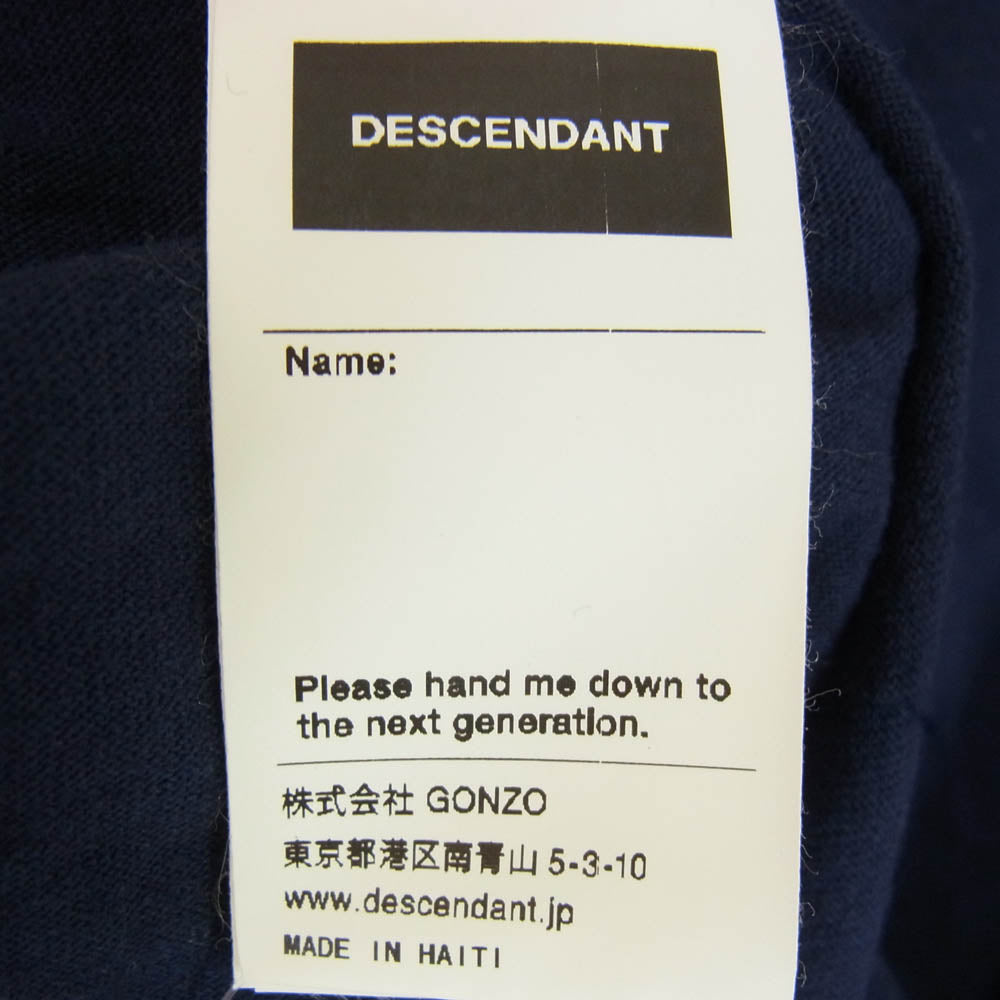 DESCENDANT
Name:
Please hand me down to
the next generation.
株式会社 GONZO
東京都港区南青山 5-3-10
www.descendant.jp
MADE IN HAITI